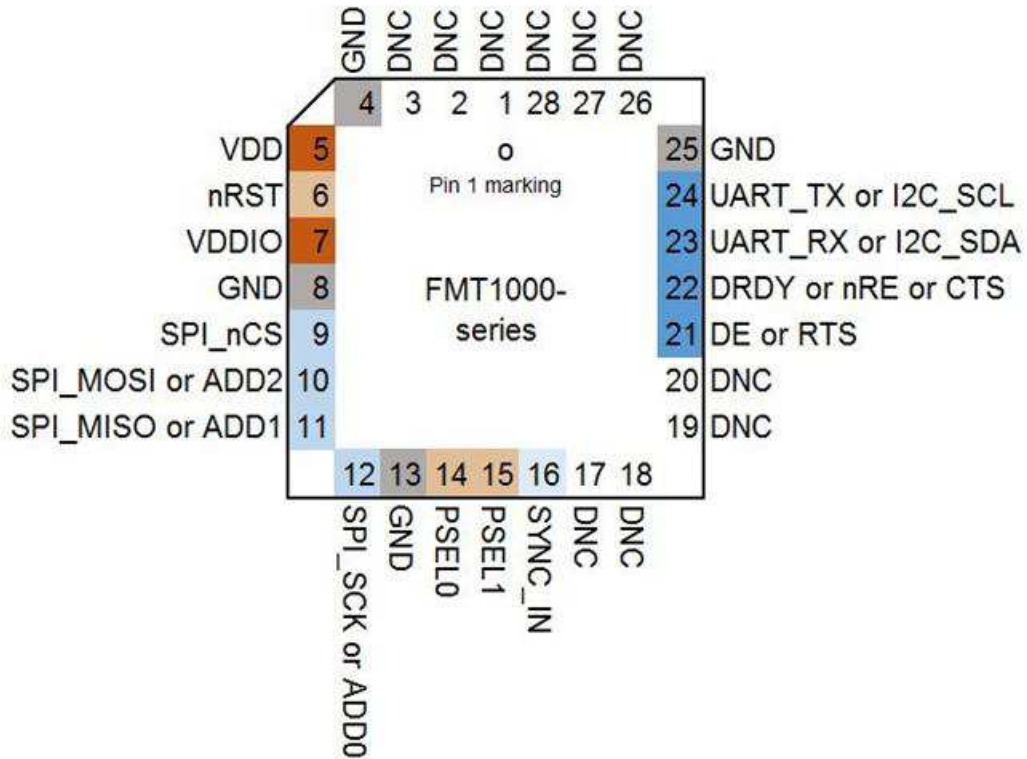 GND DNC DNC DNC DNC DNC DNC
4 3 2 1 28 27 26
VDD 5
o
25 GND
nRST 6
Pin 1 marking
24 UART_TX or I2C_SCL
VDDIO 7
23 UART_RX or I2C_SDA
GND 8
FMT1000-
22 DRDY or nRE or CTS
SPI_nCS 9
series
21 DE or RTS
SPI_MOSI or ADD2 10
20 DNC
SPI_MISO or ADD1 11
19 DNC
12 13 14 15 16 17 18
SPI_SCK or ADD0
GND
PSEL0
PSEL1
SYNC_IN
DNC
DNC